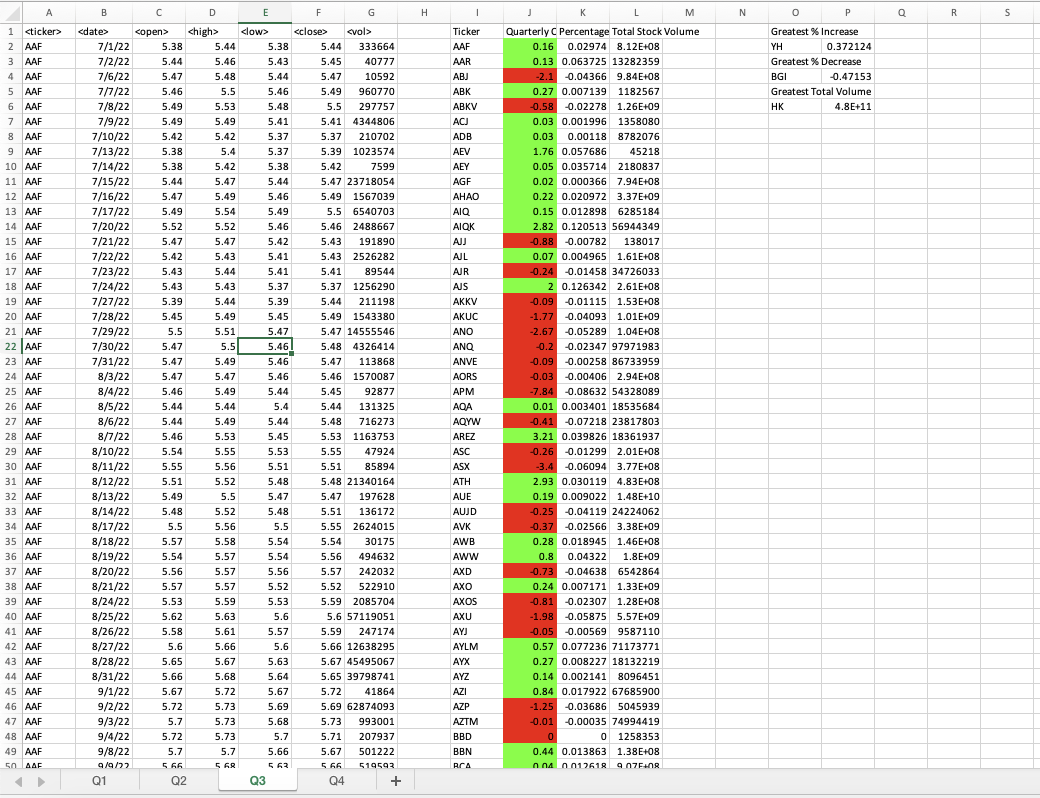 A B C D E F G H I J K L M N O P Q R S
1 <ticker> <date> <open> <high> <low> <close> <vol> Ticker Quarterly C Percentage Total Stock Volume Greatest % Increase
2 AAF 7/1/22 5.38 5.44 5.38 5.44 333664 AAF 0.16 0.02974 8.12E+08 YH 0.372124
3 AAF 7/2/22 5.44 5.46 5.43 5.45 40777 AAR 0.13 0.063725 13282359 Greatest % Decrease
4 AAF 7/6/22 5.47 5.48 5.44 5.47 10592 ABJ -2.1 -0.04366 9.84E+08 BGI -0.47153
5 AAF 7/7/22 5.46 5.5 5.46 5.49 960770 ABK 0.27 0.007139 1182567 Greatest Total Volume
6 AAF 7/8/22 5.49 5.53 5.48 5.5 297757 ABKV -0.58 -0.02278 1.26E+09 HK 4.8E+11
7 AAF 7/9/22 5.49 5.49 5.41 5.41 4344806 ACJ 0.03 0.001996 1358080
8 AAF 7/10/22 5.42 5.42 5.37 5.37 210702 ADB 0.03 0.00118 8782076
9 AAF 7/13/22 5.38 5.4 5.37 5.39 1023574 AEV 1.76 0.057686 45218
10 AAF 7/14/22 5.38 5.42 5.38 5.42 7599 AEY 0.05 0.035714 2180837
11 AAF 7/15/22 5.44 5.47 5.44 5.47 23718054 AGF 0.02 0.000366 7.94E+08
12 AAF 7/16/22 5.47 5.49 5.46 5.49 1567039 AHAO 0.22 0.020972 3.37E+09
13 AAF 7/17/22 5.49 5.54 5.49 5.5 6540703 AIQ 0.15 0.012898 6285184
14 AAF 7/20/22 5.52 5.52 5.46 5.46 2488667 AIQK 2.82 0.120513 56944349
15 AAF 7/21/22 5.47 5.47 5.42 5.43 191890 AJJ -0.88 -0.00782 138017
16 AAF 7/22/22 5.42 5.43 5.41 5.43 2526282 AJL 0.07 0.004965 1.61E+08
17 AAF 7/23/22 5.43 5.44 5.41 5.41 89544 AJR -0.24 -0.01458 34726033
18 AAF 7/24/22 5.43 5.43 5.37 5.37 1256290 AJS 2 0.126342 2.61E+08
19 AAF 7/27/22 5.39 5.44 5.39 5.44 211198 AKKV -0.09 -0.01115 1.53E+08
20 AAF 7/28/22 5.45 5.49 5.45 5.49 1543380 AKUC -1.77 -0.04093 1.01E+09
21 AAF 7/29/22 5.5 5.51 5.47 5.47 14555546 ANO -2.67 -0.05289 1.04E+08
22 AAF 7/30/22 5.47 5.5 5.46 5.48 4326414 ANQ -0.2 -0.02347 97971983
23 AAF 7/31/22 5.47 5.49 5.46 5.47 113868 ANVE -0.09 -0.00258 86733959
24 AAF 8/3/22 5.47 5.47 5.46 5.46 1570087 AORS -0.03 -0.00406 2.94E+08
25 AAF 8/4/22 5.46 5.49 5.44 5.45 92877 APM -7.84 -0.08632 54328089
26 AAF 8/5/22 5.44 5.44 5.4 5.44 131325 AQA 0.01 0.003401 18535684
27 AAF 8/6/22 5.44 5.49 5.44 5.48 716273 AQYW -0.41 -0.07218 23817803
28 AAF 8/7/22 5.46 5.53 5.45 5.53 1163753 AREZ 3.21 0.039826 18361937
29 AAF 8/10/22 5.54 5.55 5.53 5.55 47924 ASC -0.26 -0.01299 2.01E+08
30 AAF 8/11/22 5.55 5.56 5.51 5.51 85894 ASX -3.4 -0.06094 3.77E+08
31 AAF 8/12/22 5.51 5.52 5.48 5.48 21340164 ATH 2.93 0.030119 4.83E+08
32 AAF 8/13/22 5.49 5.5 5.47 5.47 197628 AUE 0.19 0.009022 1.48E+10
33 AAF 8/14/22 5.48 5.52 5.48 5.51 136172 AUJD -0.25 -0.04119 24224062
34 AAF 8/17/22 5.5 5.56 5.5 5.55 2624015 AVK -0.37 -0.02566 3.38E+09
35 AAF 8/18/22 5.57 5.58 5.54 5.54 30175 AWB 0.28 0.018945 1.46E+08
36 AAF 8/19/22 5.54 5.57 5.54 5.56 494632 AWW 0.8 0.04322 1.8E+09
37 AAF 8/20/22 5.56 5.57 5.56 5.57 242032 AXD -0.73 -0.04638 6542864
38 AAF 8/21/22 5.57 5.57 5.52 5.52 522910 AXO 0.24 0.007171 1.33E+09
39 AAF 8/24/22 5.53 5.59 5.53 5.59 2085704 AXOS -0.81 -0.02307 1.28E+08
40 AAF 8/25/22 5.62 5.63 5.6 5.6 57119051 AXU -1.98 -0.05875 5.57E+09
41 AAF 8/26/22 5.58 5.61 5.57 5.59 247174 AYJ -0.05 -0.00569 9587110
42 AAF 8/27/22 5.6 5.66 5.6 5.66 12638295 AYLM 0.57 0.077236 71173771
43 AAF 8/28/22 5.65 5.67 5.63 5.67 45495067 AYX 0.27 0.008227 18132219
44 AAF 8/31/22 5.66 5.68 5.64 5.65 39798741 AYZ 0.14 0.002141 8096451
45 AAF 9/1/22 5.67 5.72 5.67 5.72 41864 AZI 0.84 0.017922 67685900
46 AAF 9/2/22 5.72 5.73 5.69 5.69 62874093 AZP -1.25 -0.03686 5045939
47 AAF 9/3/22 5.7 5.73 5.68 5.73 993001 AZTM -0.01 -0.00035 74994419
48 AAF 9/4/22 5.72 5.73 5.7 5.71 207937 BBD 0 0 1258353
49 AAF 9/8/22 5.7 5.7 5.66 5.67 501222 BBN 0.44 0.013863 1.38E+08
50 AAF 9/9/22 5.66 5.68 5.63 5.66 519593 BCA 0.04 0.012618 9.07E+08
Q1 Q2 Q3 Q4 +